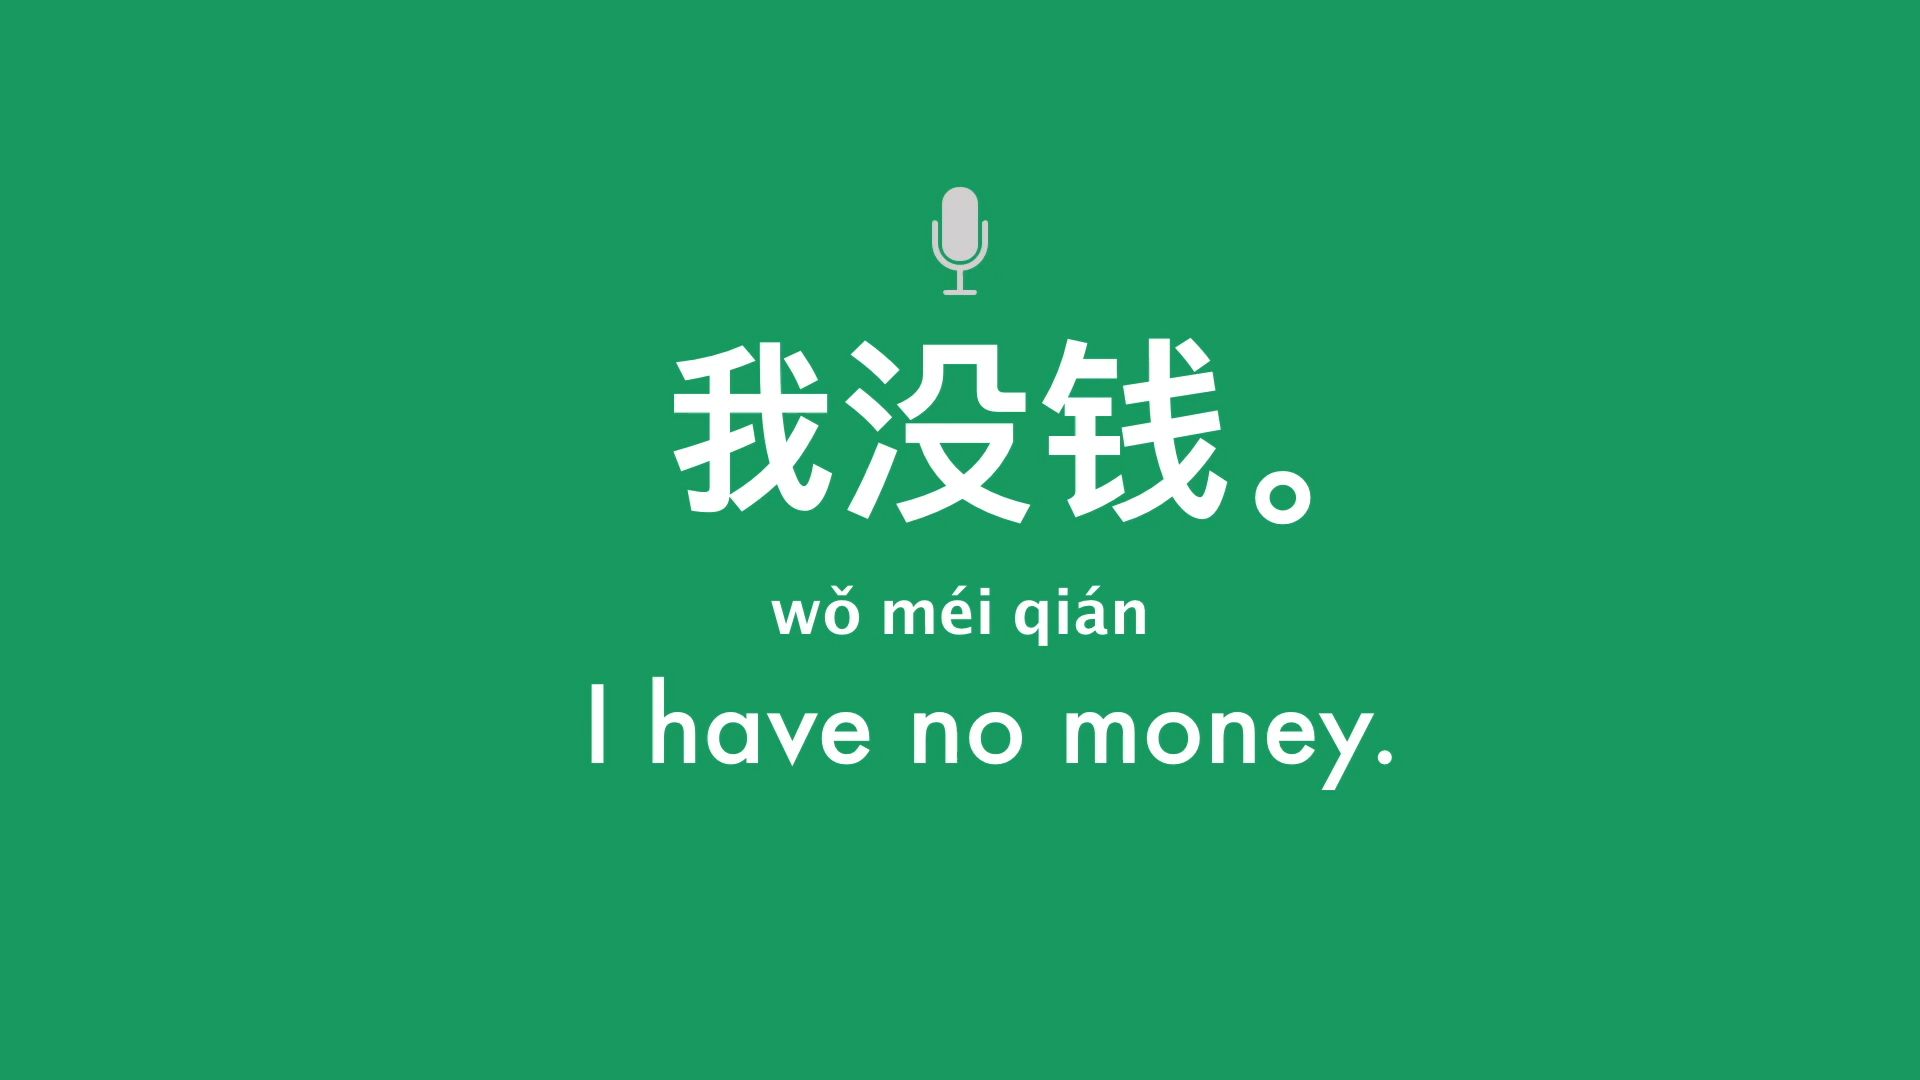 我没钱。
wǒ méi qián
I have no money.